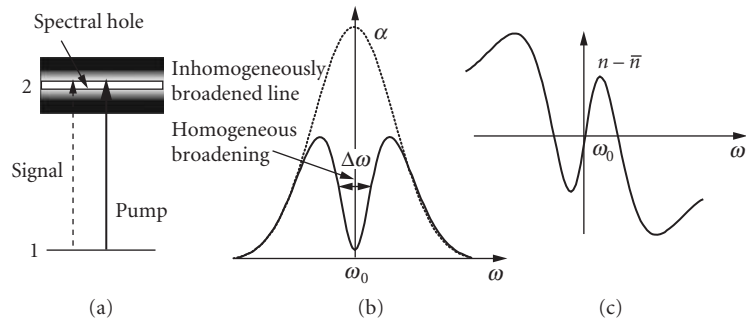 Spectral hole
2
Inhomogeneously
broadened line
Signal
Pump
1
(a)
α
Homogeneous
broadening
Δω
ω0
ω
(b)
n − n̅
ω0
ω
(c)